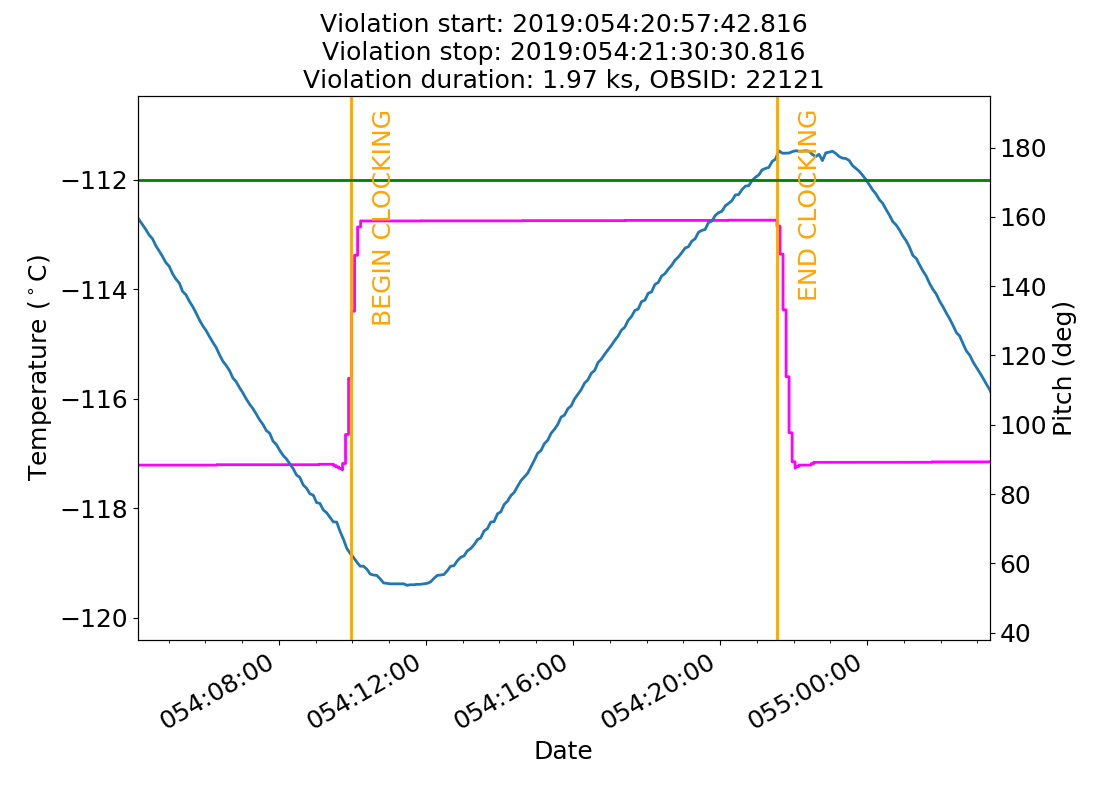 Violation start: 2019:054:20:57:42.816
Violation stop: 2019:054:21:30:30.816
Violation duration: 1.97 ks, OBSID: 22121
BEGIN CLOCKING
END CLOCKING
Temperature (°C)
−112
−114
−116
−118
−120
Pitch (deg)
180
160
140
120
100
80
60
40
054:08:00
054:12:00
054:16:00
054:20:00
055:00:00
Date